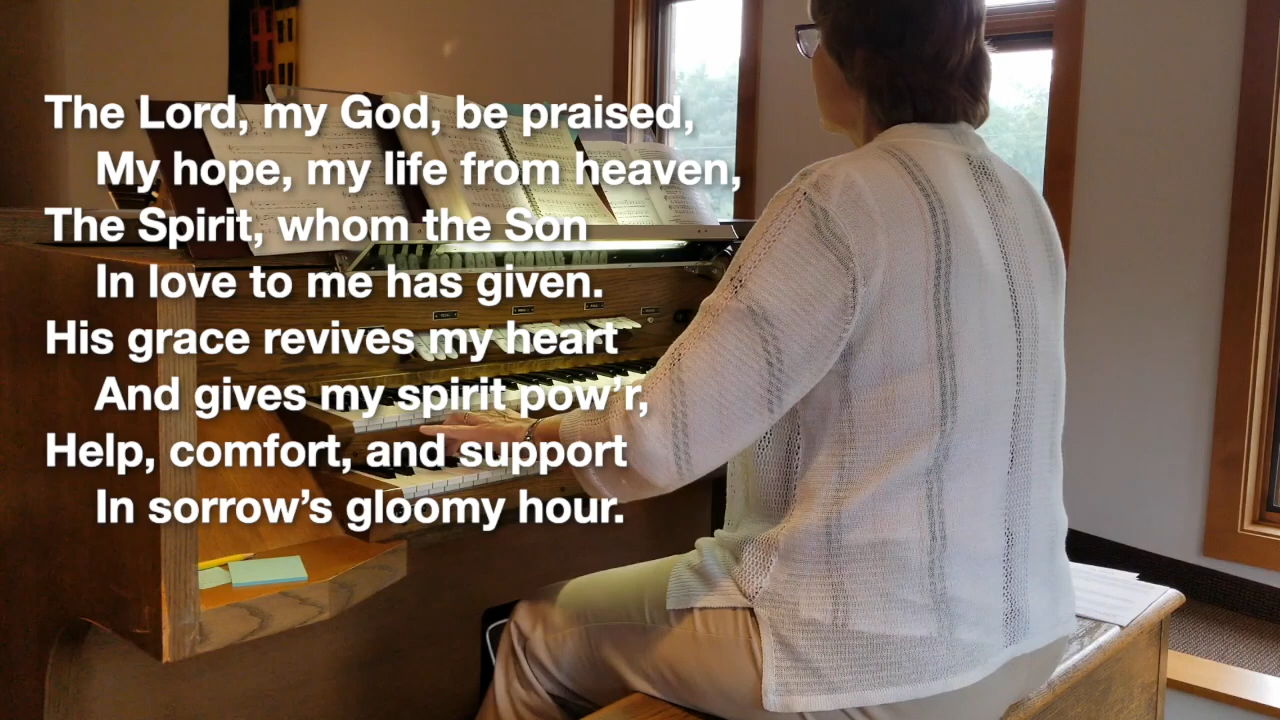 The Lord, my God, be praised,
My hope, my life from heaven,
The Spirit, whom the Son
In love to me has given.
His grace revives my heart
And gives my spirit pow’r,
Help, comfort, and support
In sorrow’s gloomy hour.